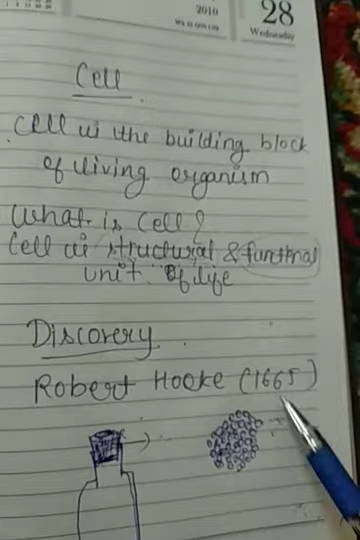 2010
28
Wednesday
Cell
Cell is the building block
of living organism
What is Cell?
Cell is structural & functinal
unit of life
Discovery
Robert Hooke (1665)